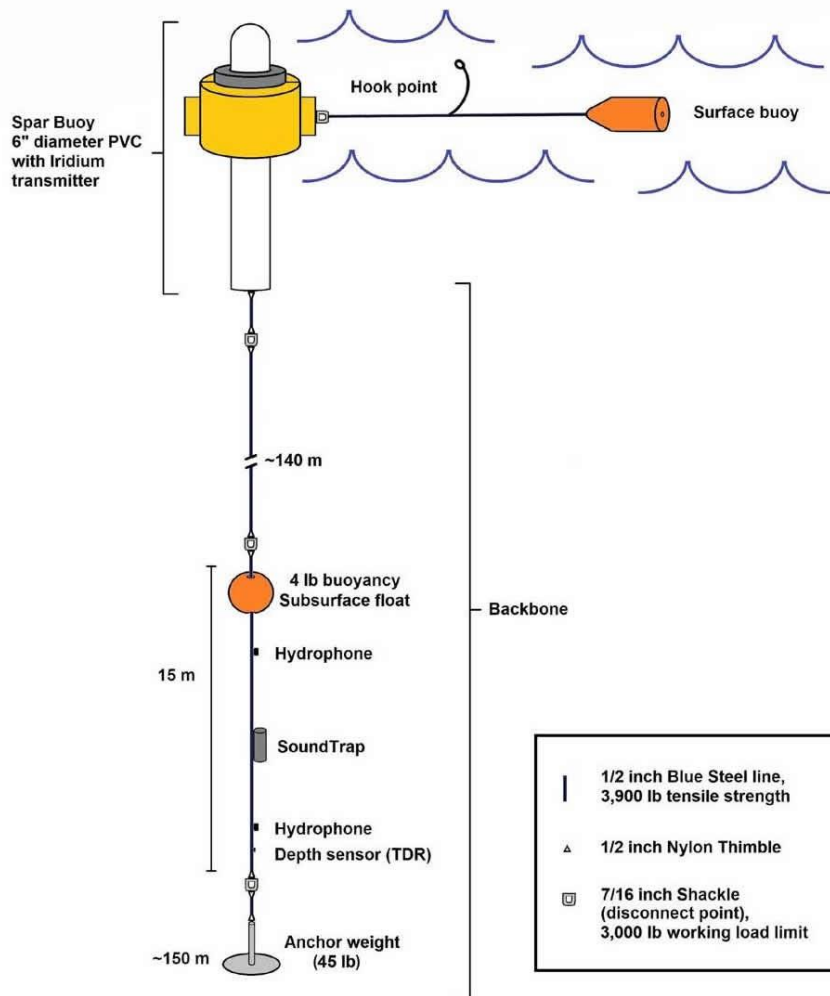 Hook point
Surface buoy
Spar Buoy
6" diameter PVC
with Iridium
transmitter
~140 m
4 lb buoyancy
Subsurface float
Backbone
Hydrophone
15 m
SoundTrap
Hydrophone
Depth sensor (TDR)
Anchor weight
(45 lb)
~150 m
1/2 inch Blue Steel line,
3,900 lb tensile strength
1/2 inch Nylon Thimble
7/16 inch Shackle
(disconnect point),
3,000 lb working load limit